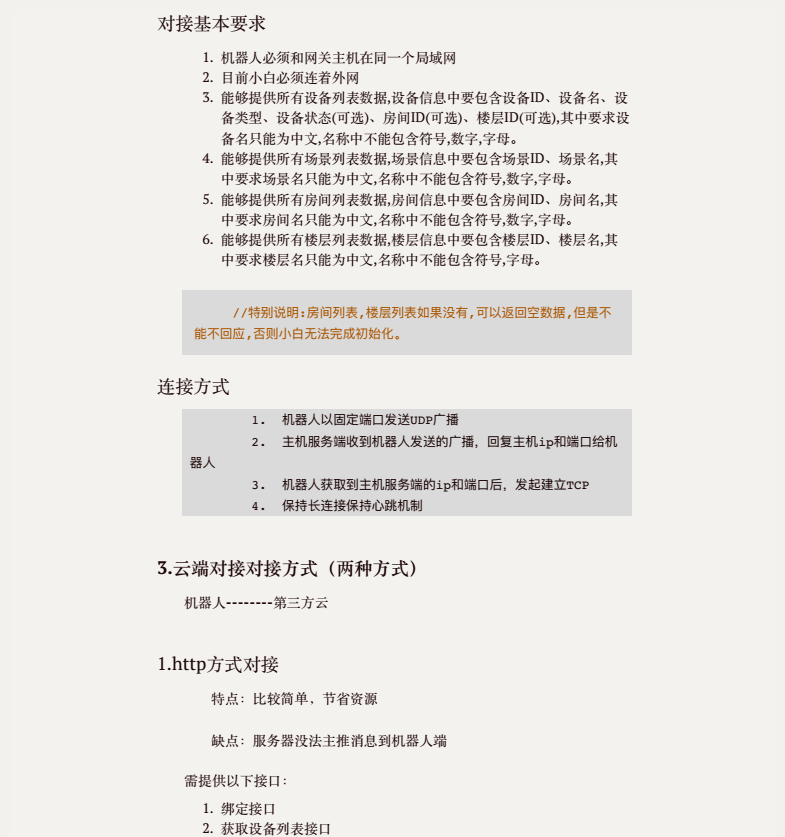 对接基本要求
1. 机器人必须和网关主机在同一个局域网
2. 目前小白必须连着外网
3. 能够提供所有设备列表数据,设备信息中要包含设备ID、设备名、设
备类型、设备状态(可选)、房间ID(可选)、楼层ID(可选),其中要求设
备名只能为中文,名称中不能包含符号,数字,字母。
4. 能够提供所有场景列表数据,场景信息中要包含场景ID、场景名,其
中要求场景名只能为中文,名称中不能包含符号,数字,字母。
5. 能够提供所有房间列表数据,房间信息中要包含房间ID、房间名,其
中要求房间名只能为中文,名称中不能包含符号,数字,字母。
6. 能够提供所有楼层列表数据,楼层信息中要包含楼层ID、楼层名,其
中要求楼层名只能为中文,名称中不能包含符号,字母。
//特别说明:房间列表,楼层列表如果没有,可以返回空数据,但是不
能不回应,否则小白无法完成初始化。
连接方式
1. 机器人以固定端口发送UDP广播
2. 主机服务端收到机器人发送的广播，回复主机ip和端口给机
器人
3. 机器人获取到主机服务端的ip和端口后，发起建立TCP
4. 保持长连接保持心跳机制
3.云端对接对接方式（两种方式）
机器人--------第三方云
1.http方式对接
特点：比较简单，节省资源
缺点：服务器没法主推消息到机器人端
需提供以下接口：
1. 绑定接口
2. 获取设备列表接口